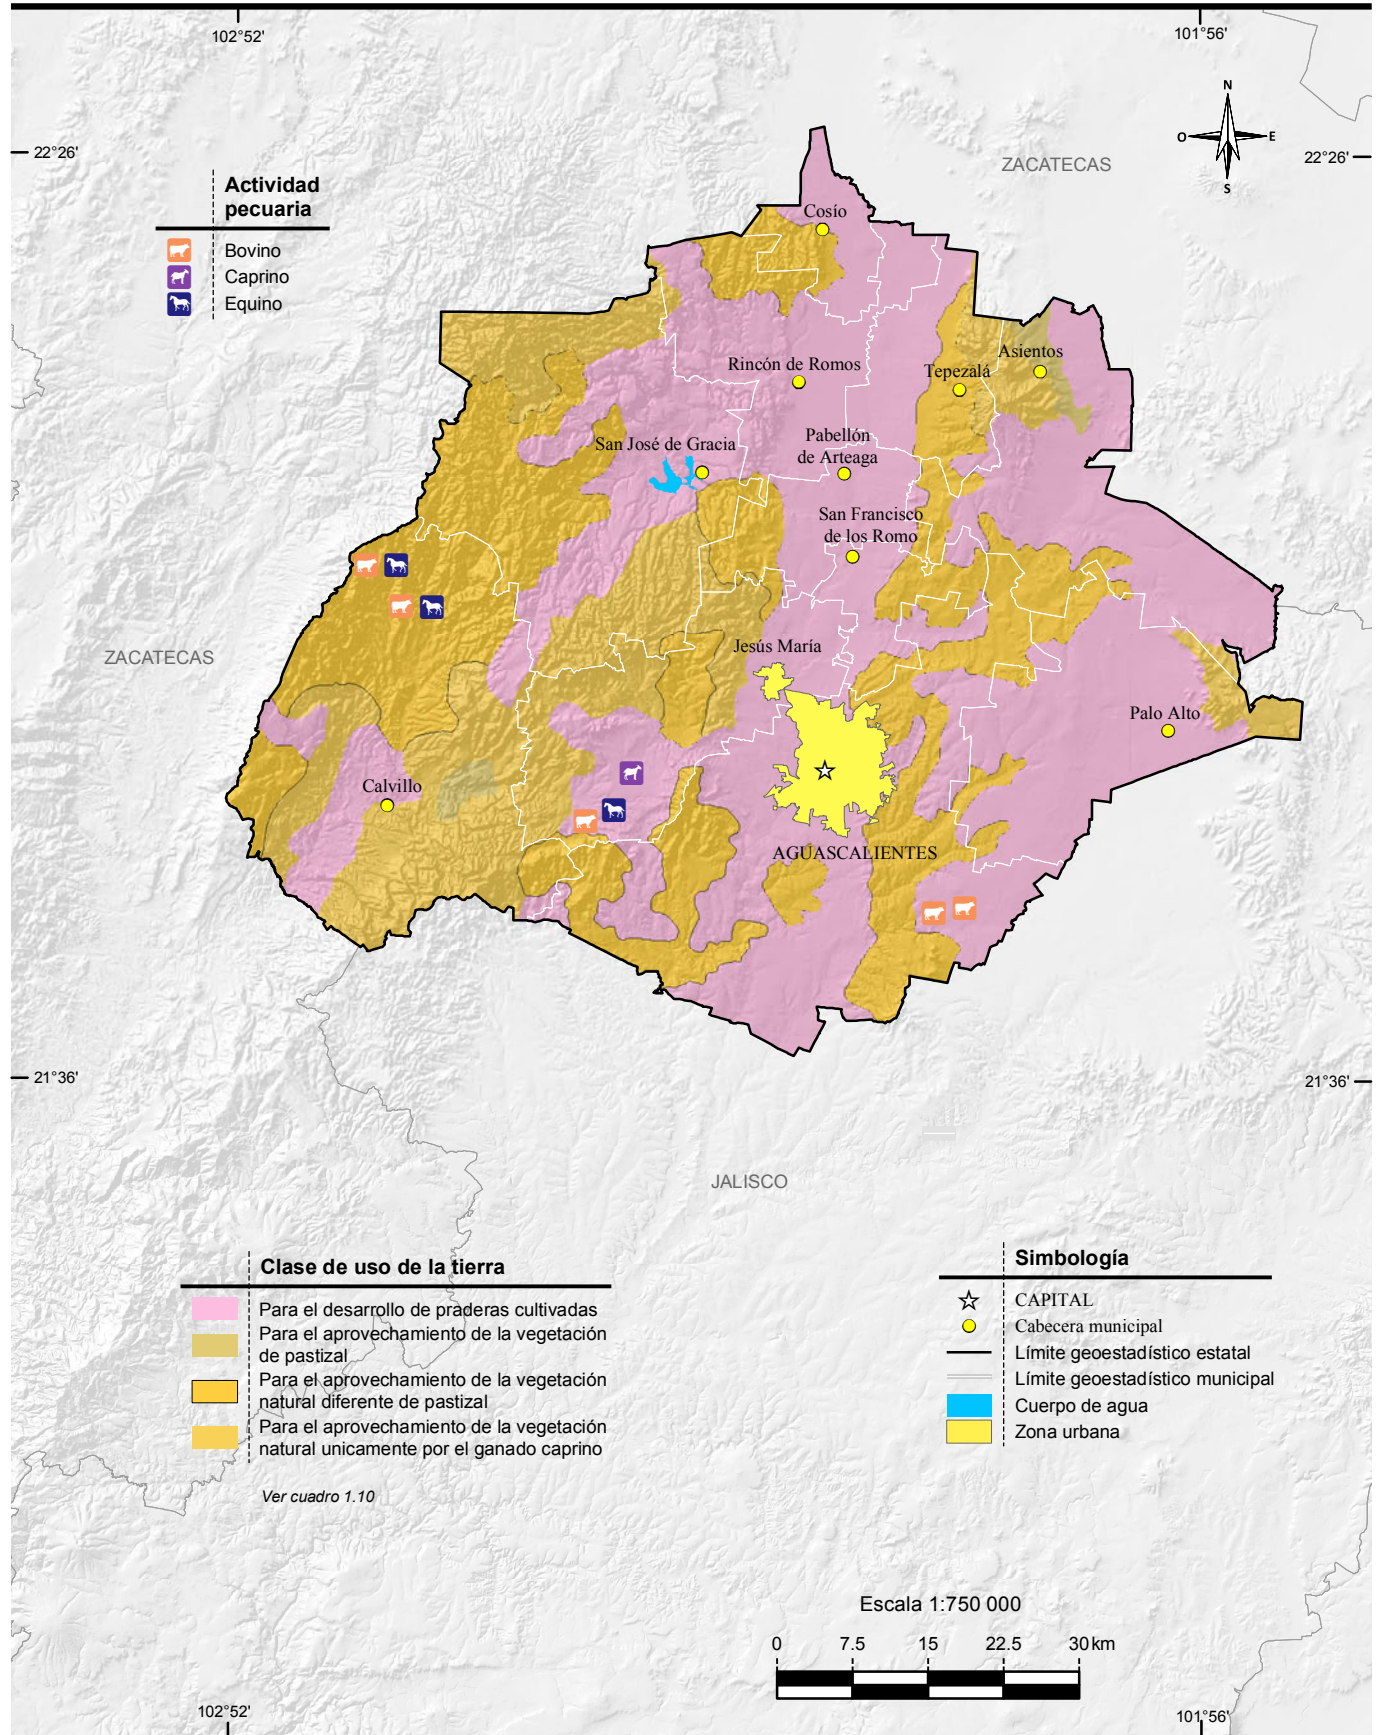 102°52'
101°56'
N
O
E
S
22°26'
22°26'
ZACATECAS
Actividad
pecuaria
Bovino
Caprino
Equino
Cosío
Rincón de Romos
Asientos
Tepezalá
San José de Gracia
Pabellón
de Arteaga
San Francisco
de los Romo
Jesús María
ZACATECAS
Palo Alto
Calvillo
AGUASCALIENTES
21°36'
21°36'
JALISCO
Clase de uso de la tierra
Para el desarrollo de praderas cultivadas
Para el aprovechamiento de la vegetación
de pastizal
Para el aprovechamiento de la vegetación
natural diferente de pastizal
Para el aprovechamiento de la vegetación
natural unicamente por el ganado caprino
Ver cuadro 1.10
Simbología
CAPITAL
Cabecera municipal
Límite geoestadístico estatal
Límite geoestadístico municipal
Cuerpo de agua
Zona urbana
Escala 1:750 000
0 7.5 15 22.5 30 km
102°52'
101°56'